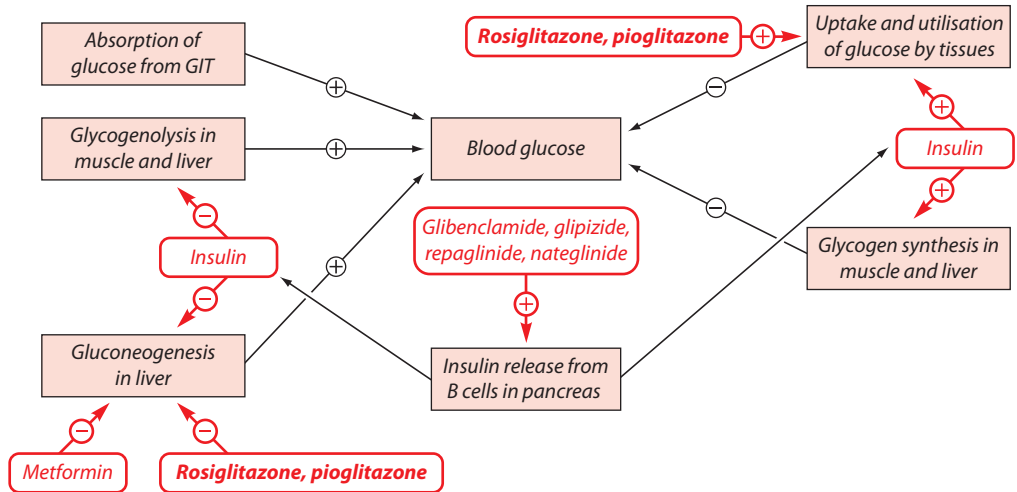 Absorption of
glucose from GIT
Rosiglitazone, pioglitazone
+
Uptake and utilisation
of glucose by tissues
+
−
Glycogenolysis in
muscle and liver
+
Blood glucose
+
Insulin
+
−
Insulin
−
+
Glibenclamide, glipizide,
repaglinide, nateglinide
+
−
Glycogen synthesis in
muscle and liver
Gluconeogenesis
in liver
Insulin release from
B cells in pancreas
−
−
Metformin
Rosiglitazone, pioglitazone